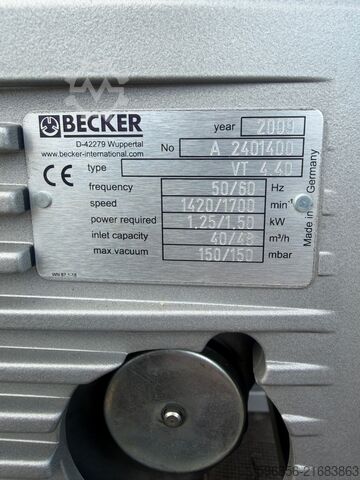 BECKER
D-42279 Wuppertal
www.becker-international.com
year 2009
No A 2401400
type VT 4.40
CE
frequency 50/60 Hz
speed 1420/1700 min⁻¹
power required 1,25/1,50 kW
inlet capacity 40/48 m³/h
max.vacuum 150/150 mbar
Made in Germany
21683863